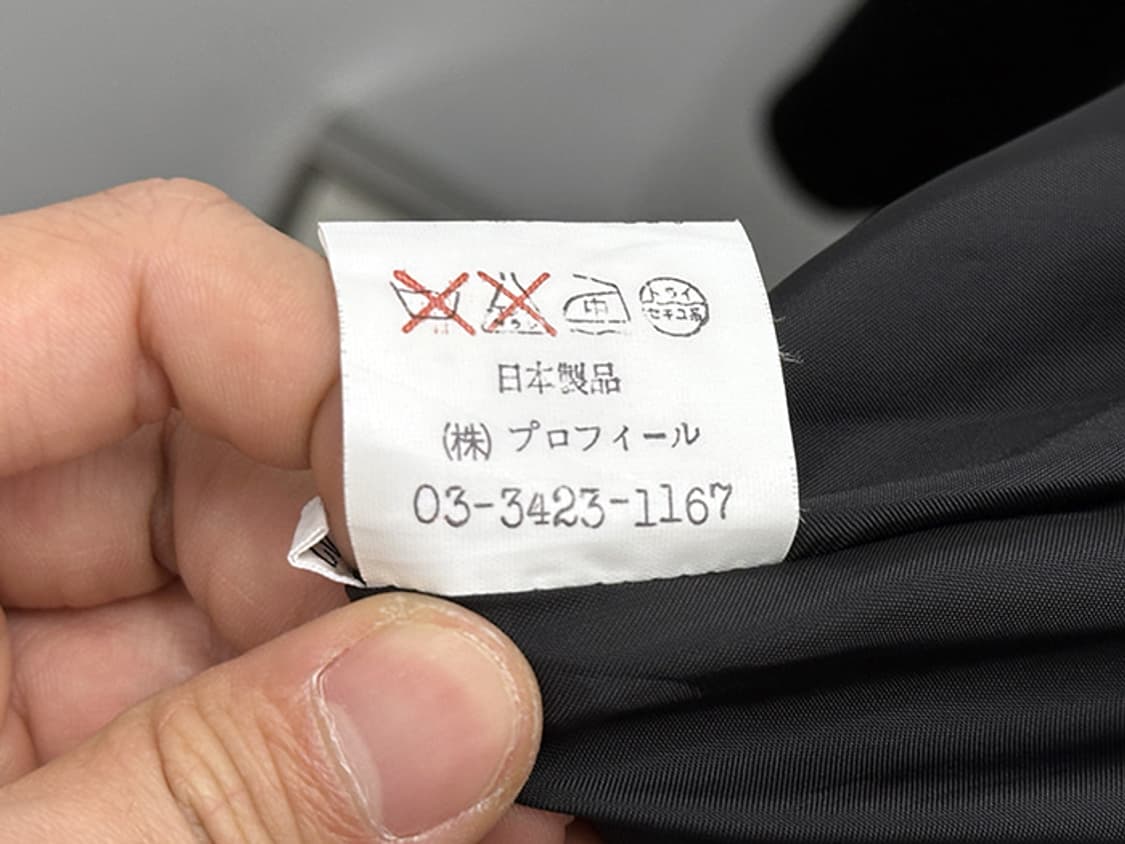 中 ドライ セキユ系
日本製品
(株) プロフィール
03-3423-1167